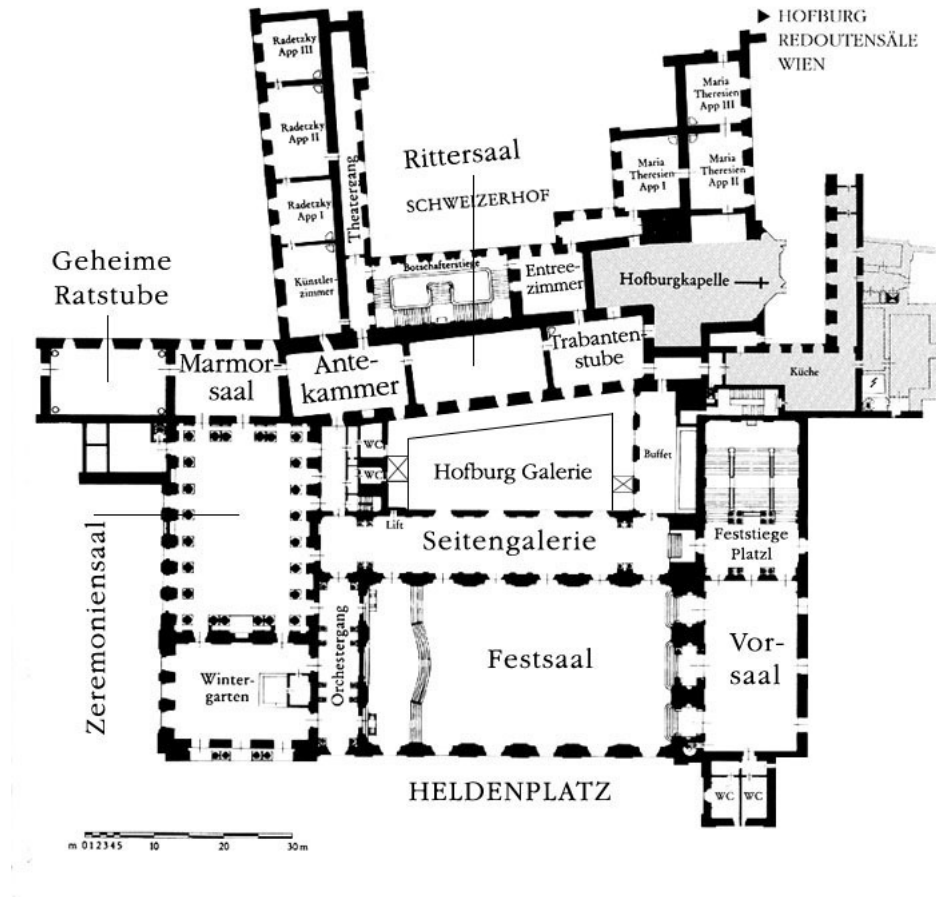 ▶ HOFBURG
REDOUTENSÄLE
WIEN
Radetzky
App III
Radetzky
App II
Radetzky
App I
Künstler-
zimmer
Theatergang
Rittersaal
SCHWEIZERHOF
Botschafterstiege
Entree-
zimmer
Maria
Theresien
App III
Maria
Theresien
App I
Maria
Theresien
App II
Hofburgkapelle
Geheime
Ratstube
Marmor-
saal
Ante-
kammer
Trabanten-
stube
Küche
WC
WC
Hofburg Galerie
Buffet
Lift
Seitengalerie
Feststiege
Platzl
Zeremoniensaal
Winter-
garten
Orchestergang
Festsaal
Vor-
saal
HELDENPLATZ
WC
WC
m 0 1 2 3 4 5 10 20 30 m